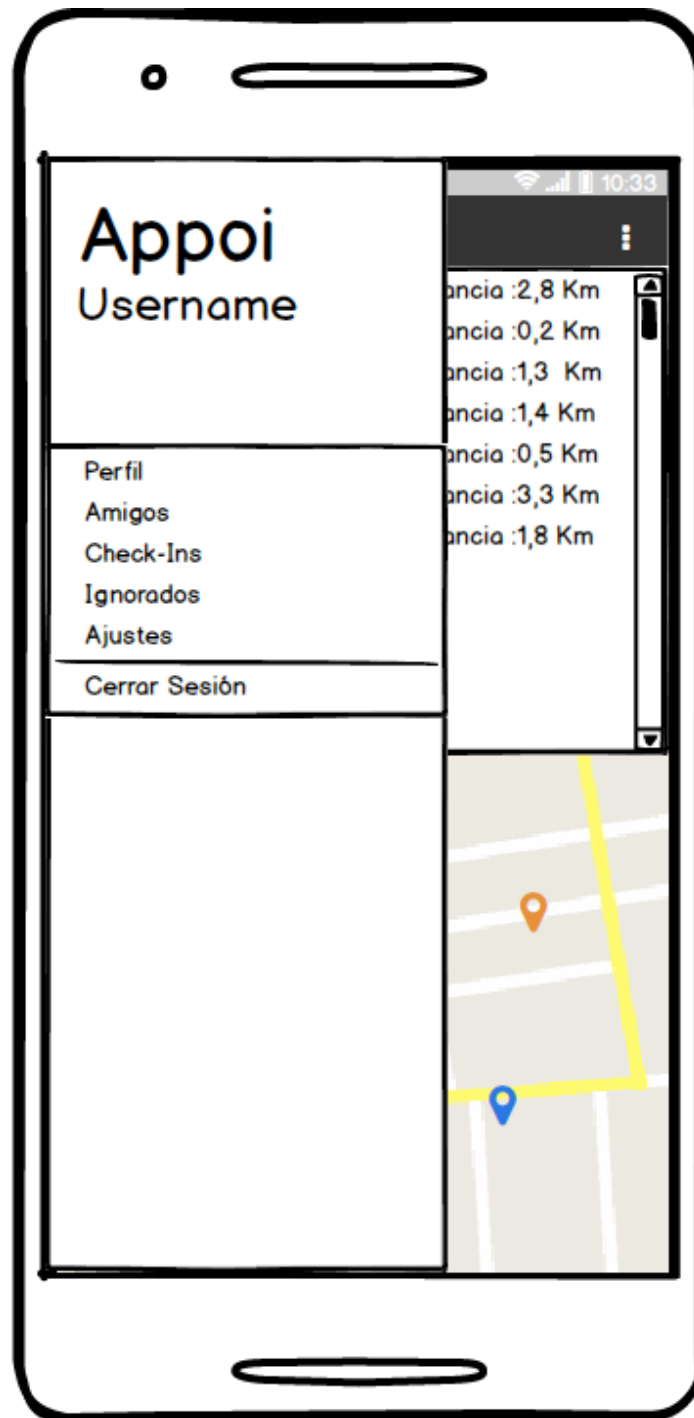 10:33
Appoi
Username
ancia :2,8 Km
ancia :0,2 Km
ancia :1,3 Km
ancia :1,4 Km
ancia :0,5 Km
ancia :3,3 Km
ancia :1,8 Km
Perfil
Amigos
Check-Ins
Ignorados
Ajustes
Cerrar Sesión